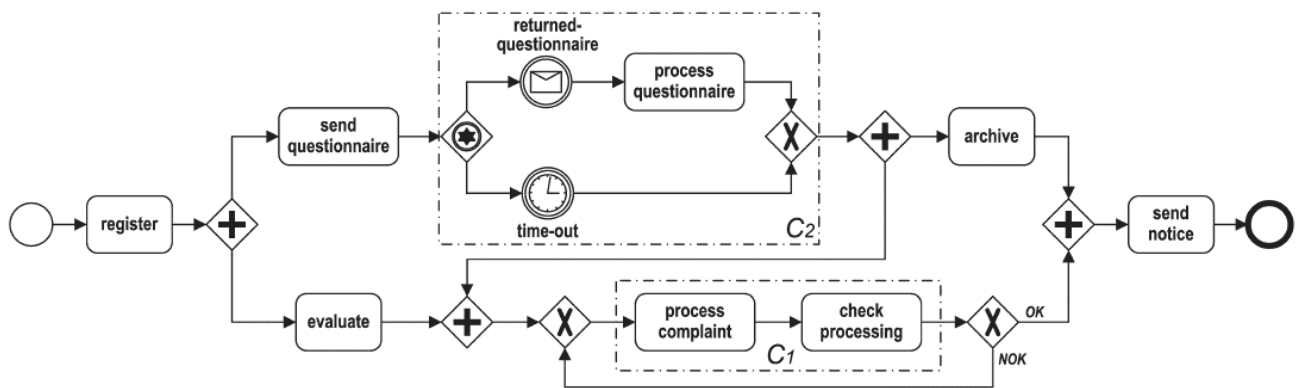 returned-
questionnaire
process
questionnaire
send
questionnaire
archive
register
time-out
C2
send
notice
evaluate
process
complaint
check
processing
OK
C1
NOK